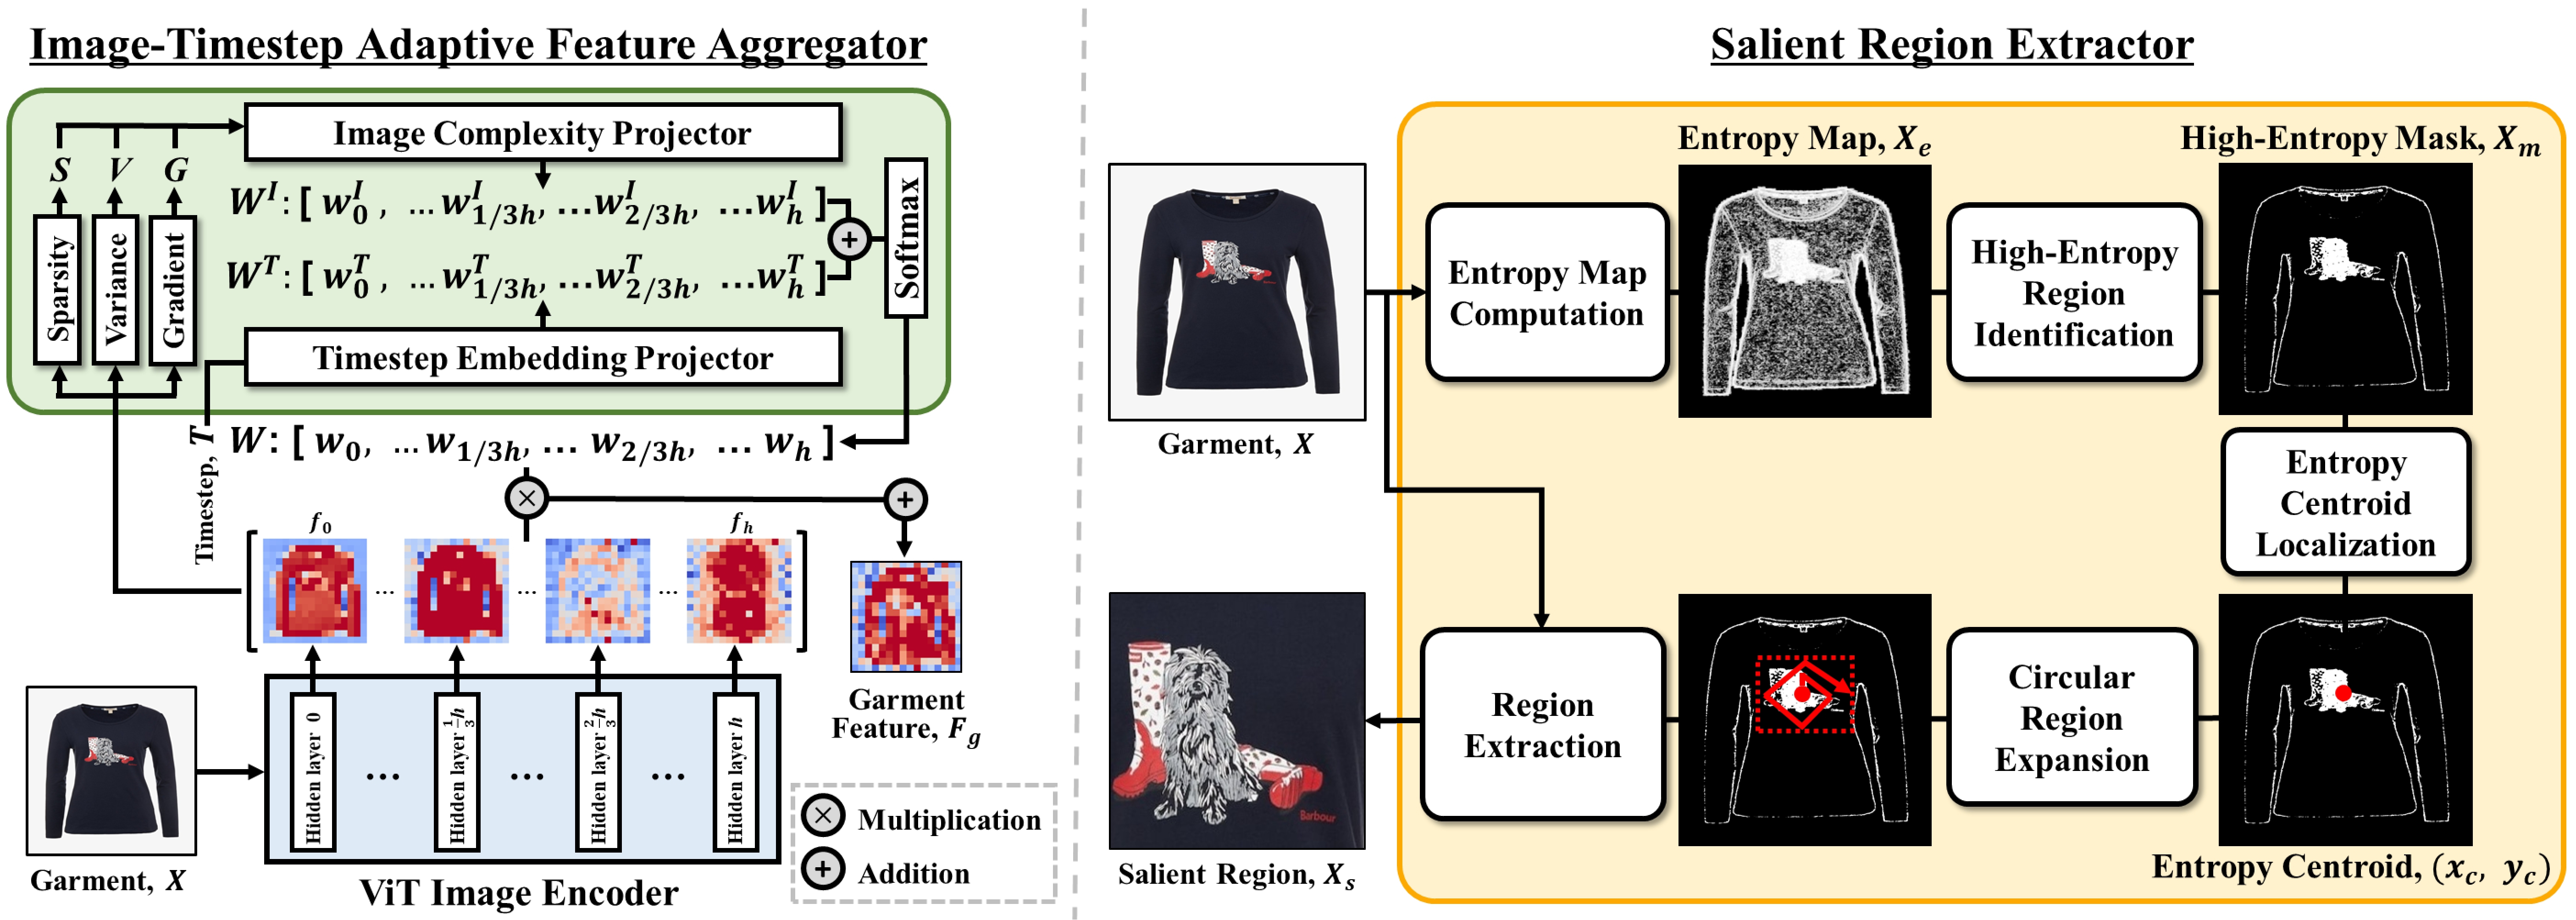 Image-Timestep Adaptive Feature Aggregator
Image Complexity Projector
S V G
Sparsity
Variance
Gradient
W^I: [ w_0^I , ... w_{1/3h}^I, ... w_{2/3h}^I, ... w_h^I ]
+
Softmax
W^T: [ w_0^T , ... w_{1/3h}^T, ... w_{2/3h}^T, ... w_h^T ]
Timestep Embedding Projector
Timestep, T
W: [ w_0, ... w_{1/3h}, ... w_{2/3h}, ... w_h ]
× +
f_0 ... ... ... f_h
Garment
Feature, F_g
Hidden layer 0
...
Hidden layer 1/3 h
...
Hidden layer 2/3 h
...
Hidden layer h
Garment, X
ViT Image Encoder
× Multiplication
+ Addition
Salient Region Extractor
Garment, X
Entropy Map
Computation
Entropy Map, X_e
High-Entropy
Region
Identification
High-Entropy Mask, X_m
Entropy
Centroid
Localization
Entropy Centroid, (x_c, y_c)
Circular
Region
Expansion
Region
Extraction
Barbour
Salient Region, X_s